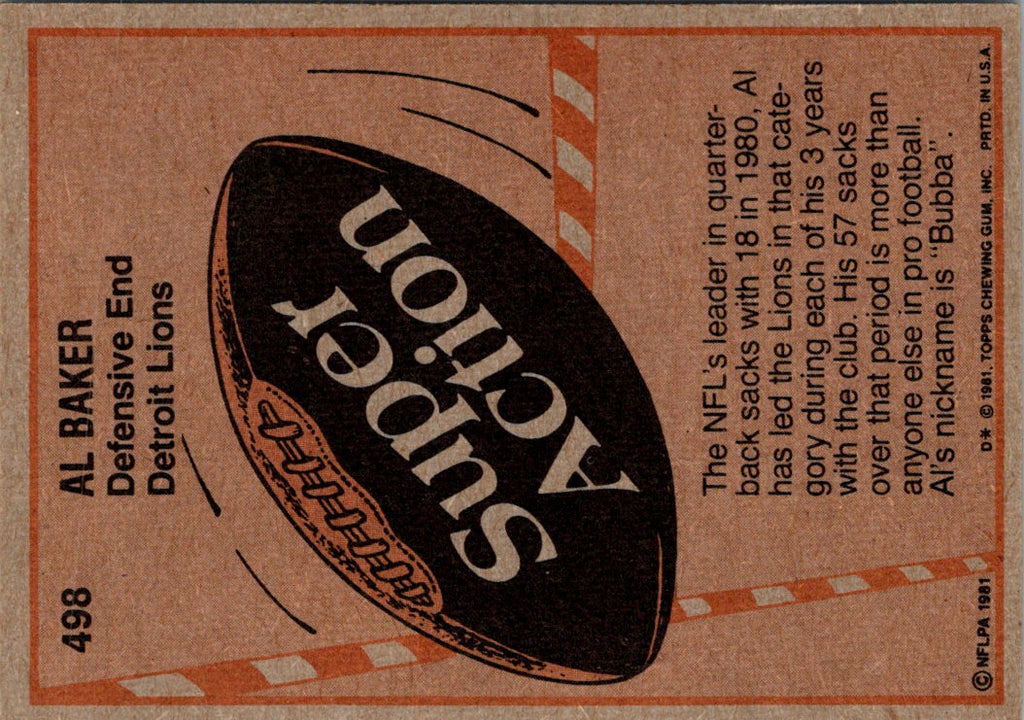 498
AL BAKER
Defensive End
Detroit Lions
Super
Action
The NFL's leader in quarter-
back sacks with 18 in 1980, Al
has led the Lions in that cate-
gory during each of his 3 years
with the club. His 57 sacks
over that period is more than
anyone else in pro football.
Al's nickname is "Bubba".
© NFLPA 1981
D* © 1981, TOPPS CHEWING GUM, INC. PRTD. IN U.S.A.